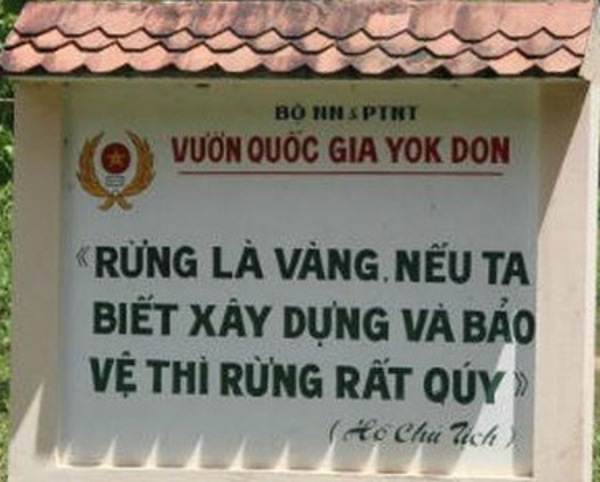 BỘ NN & PTNT
VƯỜN QUỐC GIA YOK DON
《RỪNG LÀ VÀNG. NẾU TA
BIẾT XÂY DỰNG VÀ BẢO
VỆ THÌ RỪNG RẤT QÚY》
(Hồ Chủ Tịch)